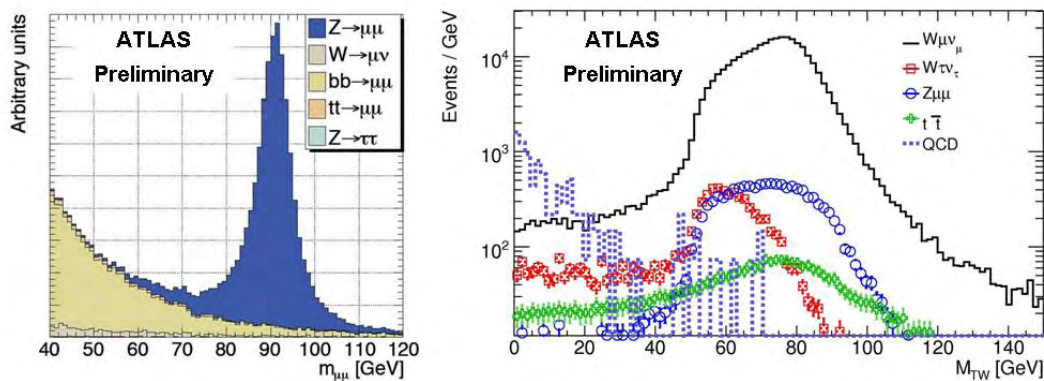 Arbitrary units
ATLAS
Preliminary
Z→μμ
W→μν
bb→μμ
tt→μμ
Z→ττ
40 50 60 70 80 90 100 110 120
m_μμ [GeV]
Events / GeV
10⁴
10³
10²
ATLAS
Preliminary
Wμν_μ
Wτν_τ
Zμμ
t t̅
QCD
0 20 40 60 80 100 120 140
M_TW [GeV]